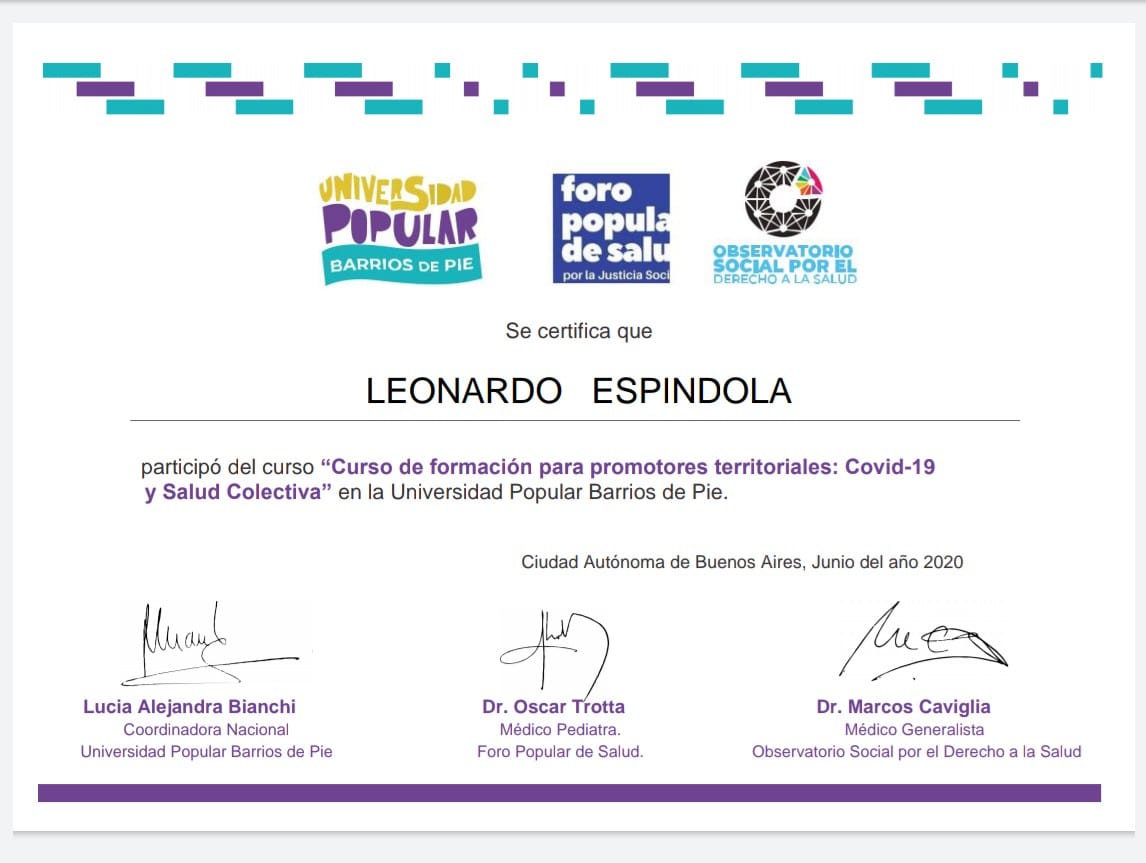 UNIVERSIDAD
POPULAR
BARRIOS DE PIE
foro
popula
de salu
por la Justicia Soci
OBSERVATORIO
SOCIAL POR EL
DERECHO A LA SALUD
Se certifica que
LEONARDO ESPINDOLA
participó del curso “Curso de formación para promotores territoriales: Covid-19
y Salud Colectiva” en la Universidad Popular Barrios de Pie.
Ciudad Autónoma de Buenos Aires, Junio del año 2020
Lucia Alejandra Bianchi
Coordinadora Nacional
Universidad Popular Barrios de Pie
Dr. Oscar Trotta
Médico Pediatra.
Foro Popular de Salud.
Dr. Marcos Caviglia
Médico Generalista
Observatorio Social por el Derecho a la Salud